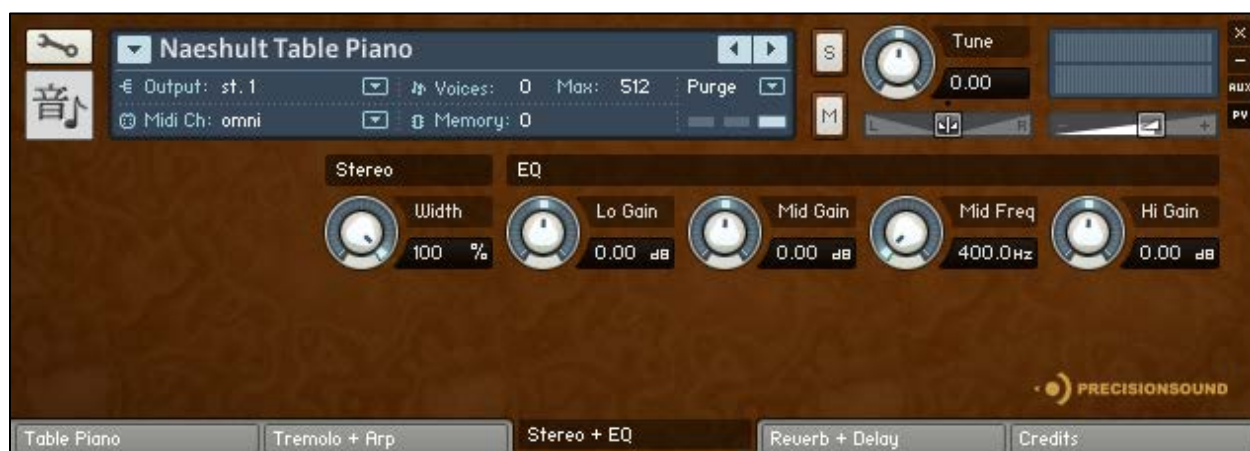 Naeshult Table Piano
S
Tune
0.00
×
–
AUX
PV
音♪
Output: st. 1
Voices: 0 Max: 512
Purge
Midi Ch: omni
Memory: 0
M
L
R
–
+
Stereo
EQ
Width
100 %
Lo Gain
0.00 dB
Mid Gain
0.00 dB
Mid Freq
400.0Hz
Hi Gain
0.00 dB
PRECISIONSOUND
Table Piano
Tremolo + Arp
Stereo + EQ
Reverb + Delay
Credits